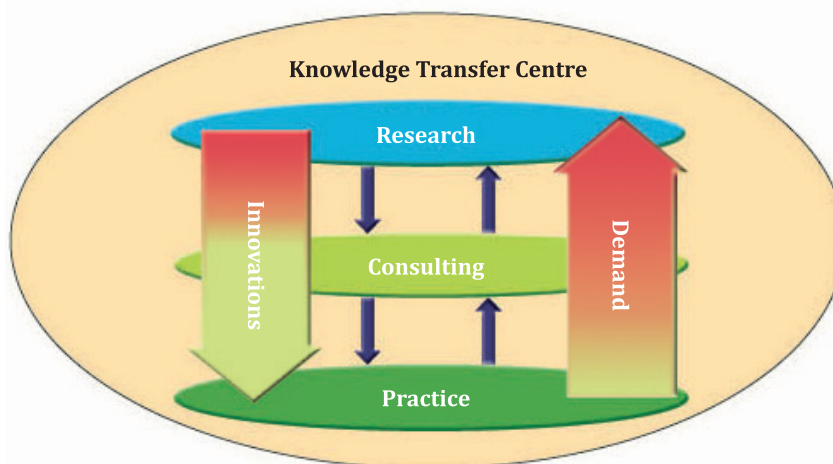 Knowledge Transfer Centre
Research
Innovations
Demand
Consulting
Practice